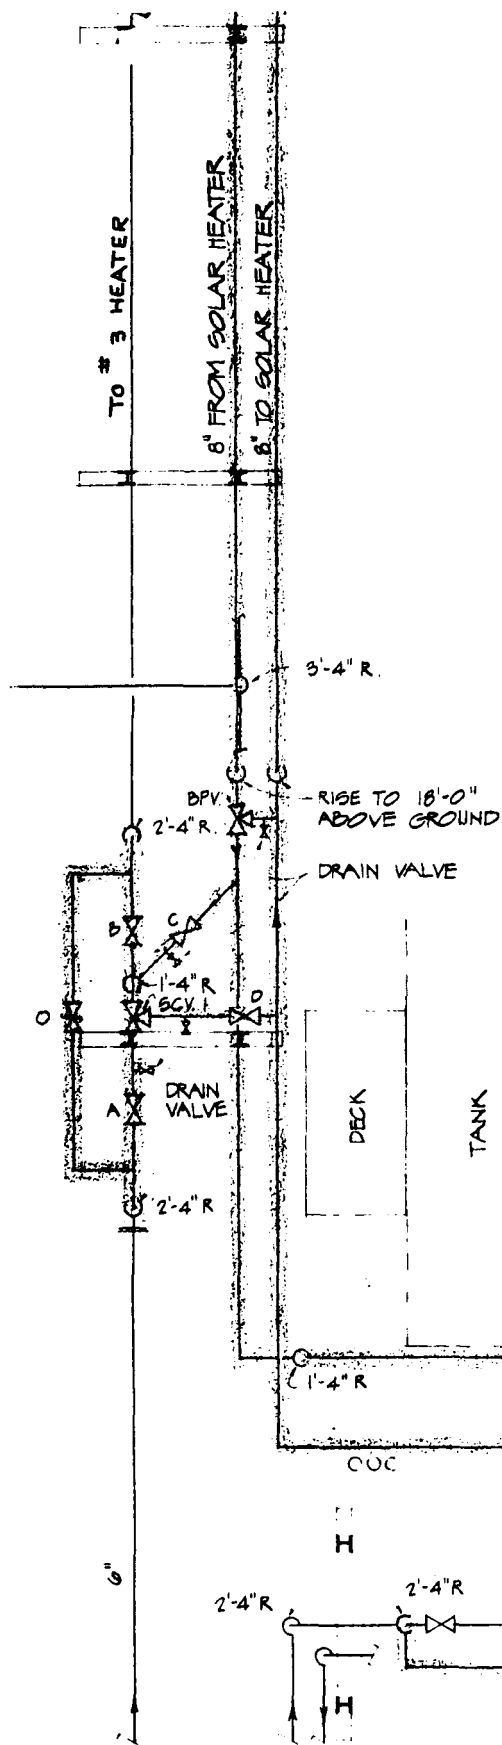 TO # 3 HEATER
8" FROM SOLAR HEATER
8" TO SOLAR HEATER
3'-4" R.
BPV.
RISE TO 18'-0"
ABOVE GROUND
2'-4" R.
DRAIN VALVE
B
C
1'-4" R
SCV. 1
O
D
DRAIN
VALVE
A
DECK
TANK
2'-4" R
1'-4" R
6"
2'-4" R
2'-4" R